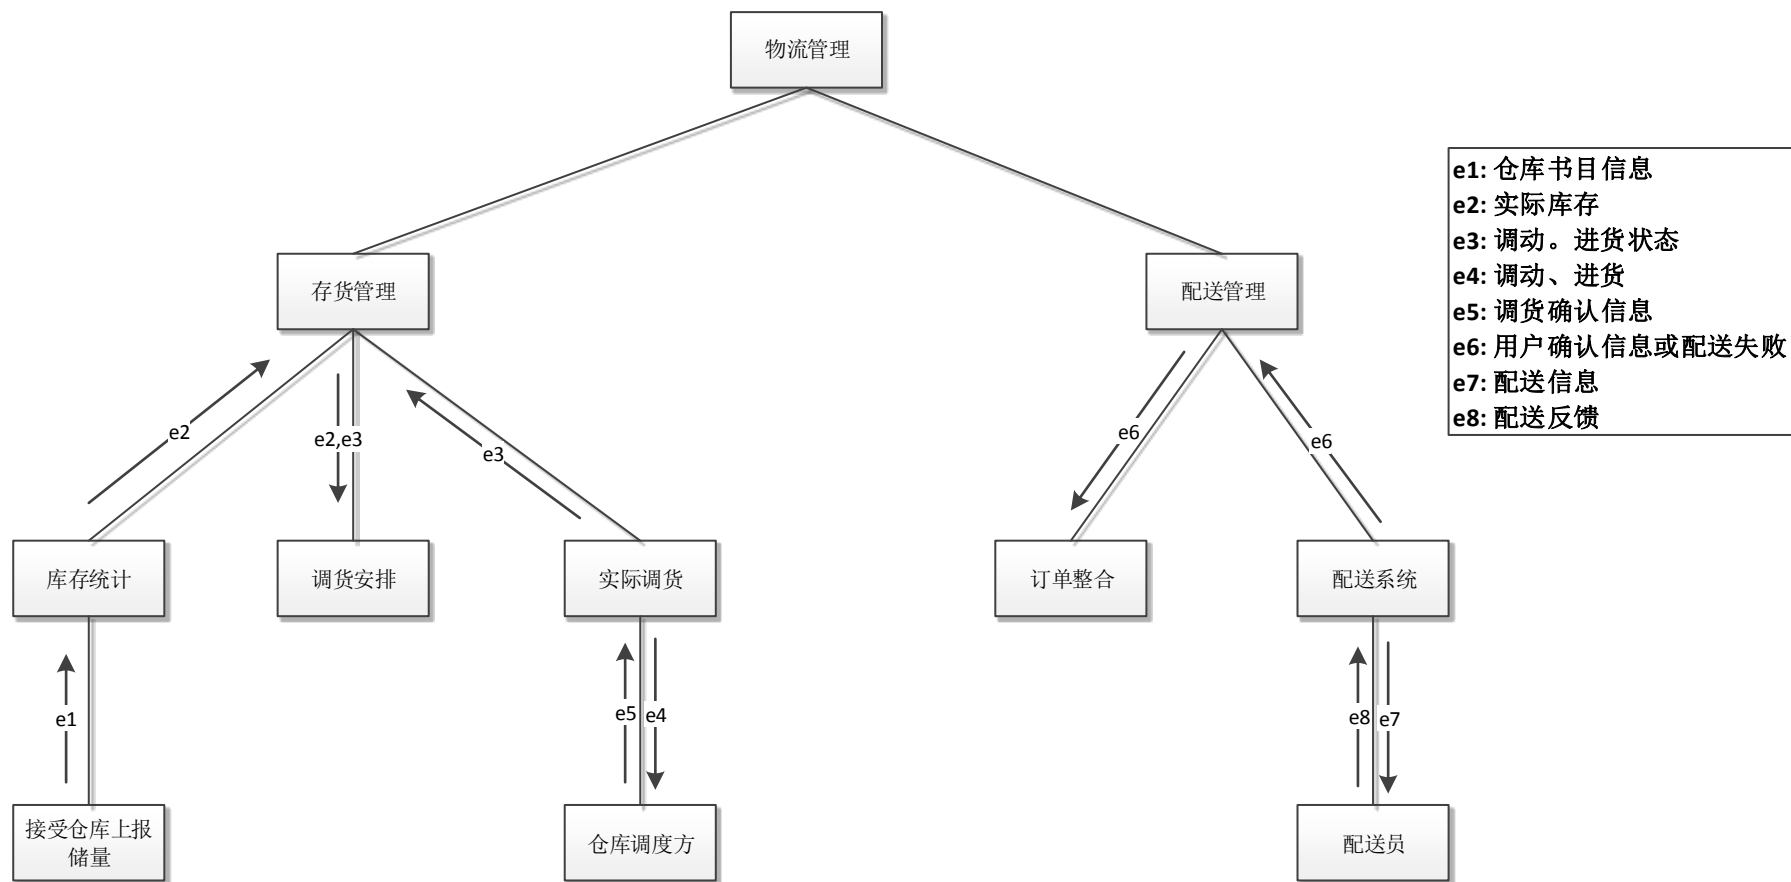 物流管理
e1: 仓库书目信息
e2: 实际库存
e3: 调动。进货状态
e4: 调动、进货
e5: 调货确认信息
e6: 用户确认信息或配送失败
e7: 配送信息
e8: 配送反馈
存货管理
配送管理
e2
e2,e3
e3
e6
e6
库存统计
调货安排
实际调货
订单整合
配送系统
e1
e5
e4
e8
e7
接受仓库上报
储量
仓库调度方
配送员